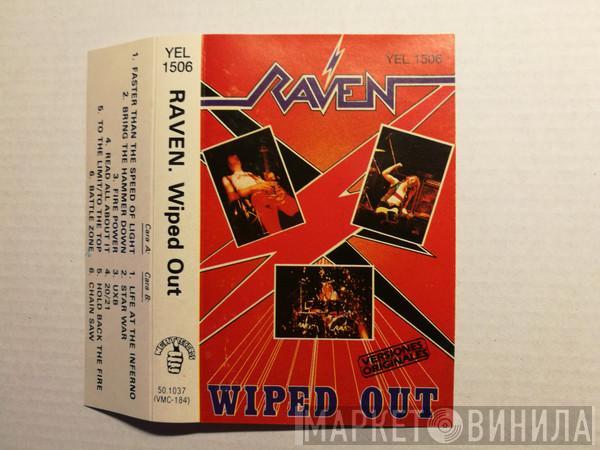 YEL 1506
RAVEN
VERSIONES
ORIGINALES
WIPED OUT
YEL
1506
RAVEN. Wiped Out
50.1037
(VMC-184)
Cara A:
1. FASTER THAN THE SPEED OF LIGHT
2. BRING THE HAMMER DOWN
3. FIRE POWER
4. READ ALL ABOUT IT
5. TO THE LIMIT/TO THE TOP
6. BATTLE ZONE
Cara B:
1. LIFE AT THE INFERNO
2. STAR WAR
3. UXB
4. 20/21
5. HOLD BACK THE FIRE
6. CHAIN SAW
МАРКЕТ ВИНИЛА